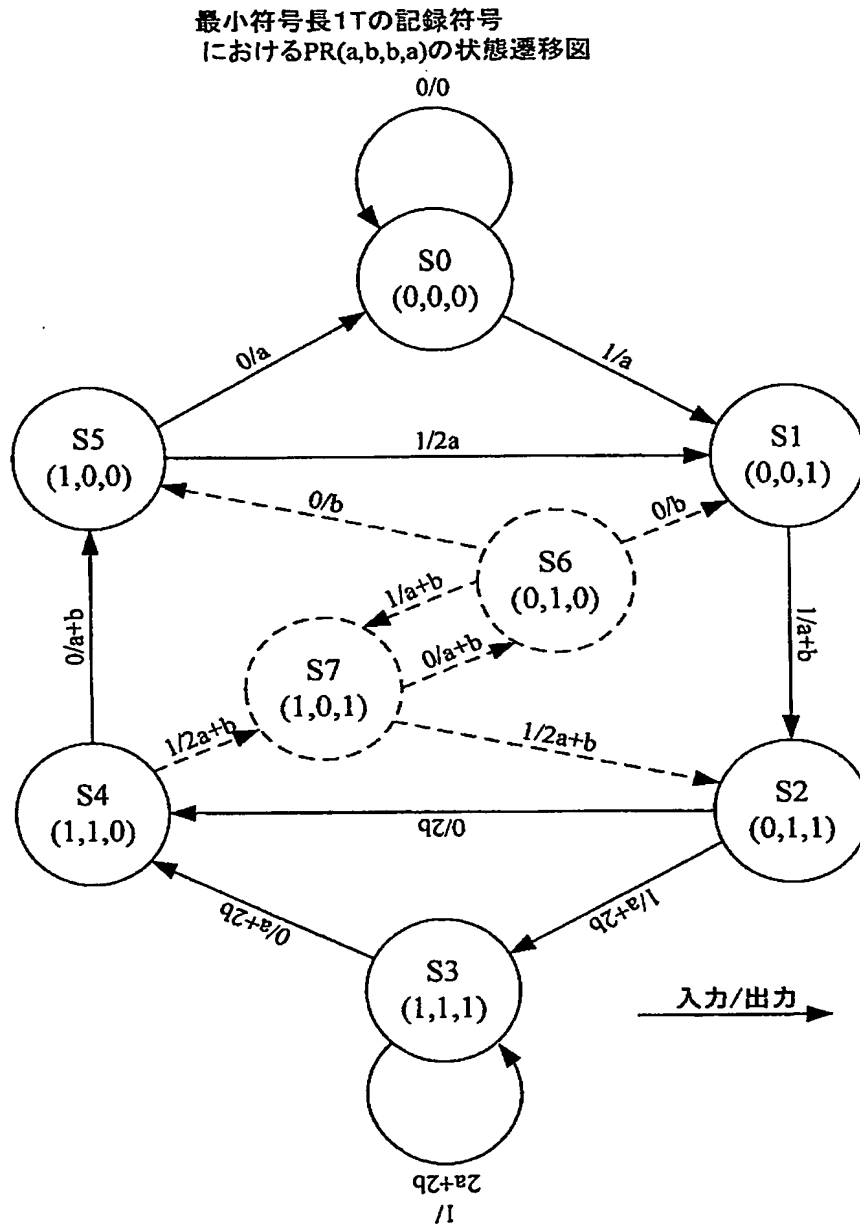 最小符号長1Tの記録符号
におけるPR(a,b,b,a)の状態遷移図
0/0
S0
(0,0,0)
0/a
1/a
S5
(1,0,0)
1/2a
S1
(0,0,1)
0/b
0/b
S6
(0,1,0)
1/a+b
0/a+b
1/a+b
0/a+b
S7
(1,0,1)
1/2a+b
1/2a+b
S4
(1,1,0)
0/2b
S2
(0,1,1)
0/a+2b
1/a+2b
S3
(1,1,1)
入力/出力
1/
2a+2b